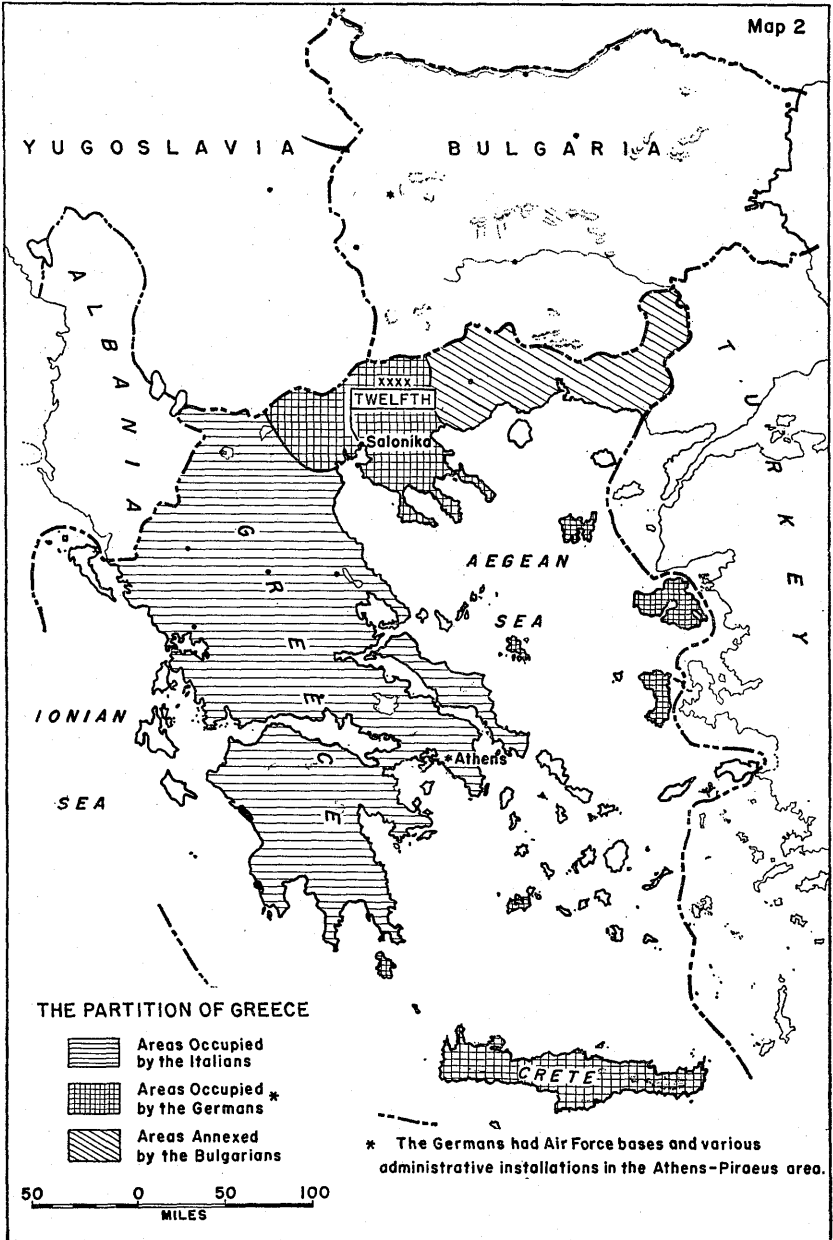 Map 2
YUGOSLAVIA
BULGARIA
ALBANIA
TURKEY
XXXX
TWELFTH
Salonika
GREECE
AEGEAN
SEA
IONIAN
SEA
*Athens
CRETE
THE PARTITION OF GREECE
Areas Occupied
by the Italians
Areas Occupied
by the Germans *
Areas Annexed
by the Bulgarians
* The Germans had Air Force bases and various
administrative installations in the Athens-Piraeus area.
50 0 50 100
MILES